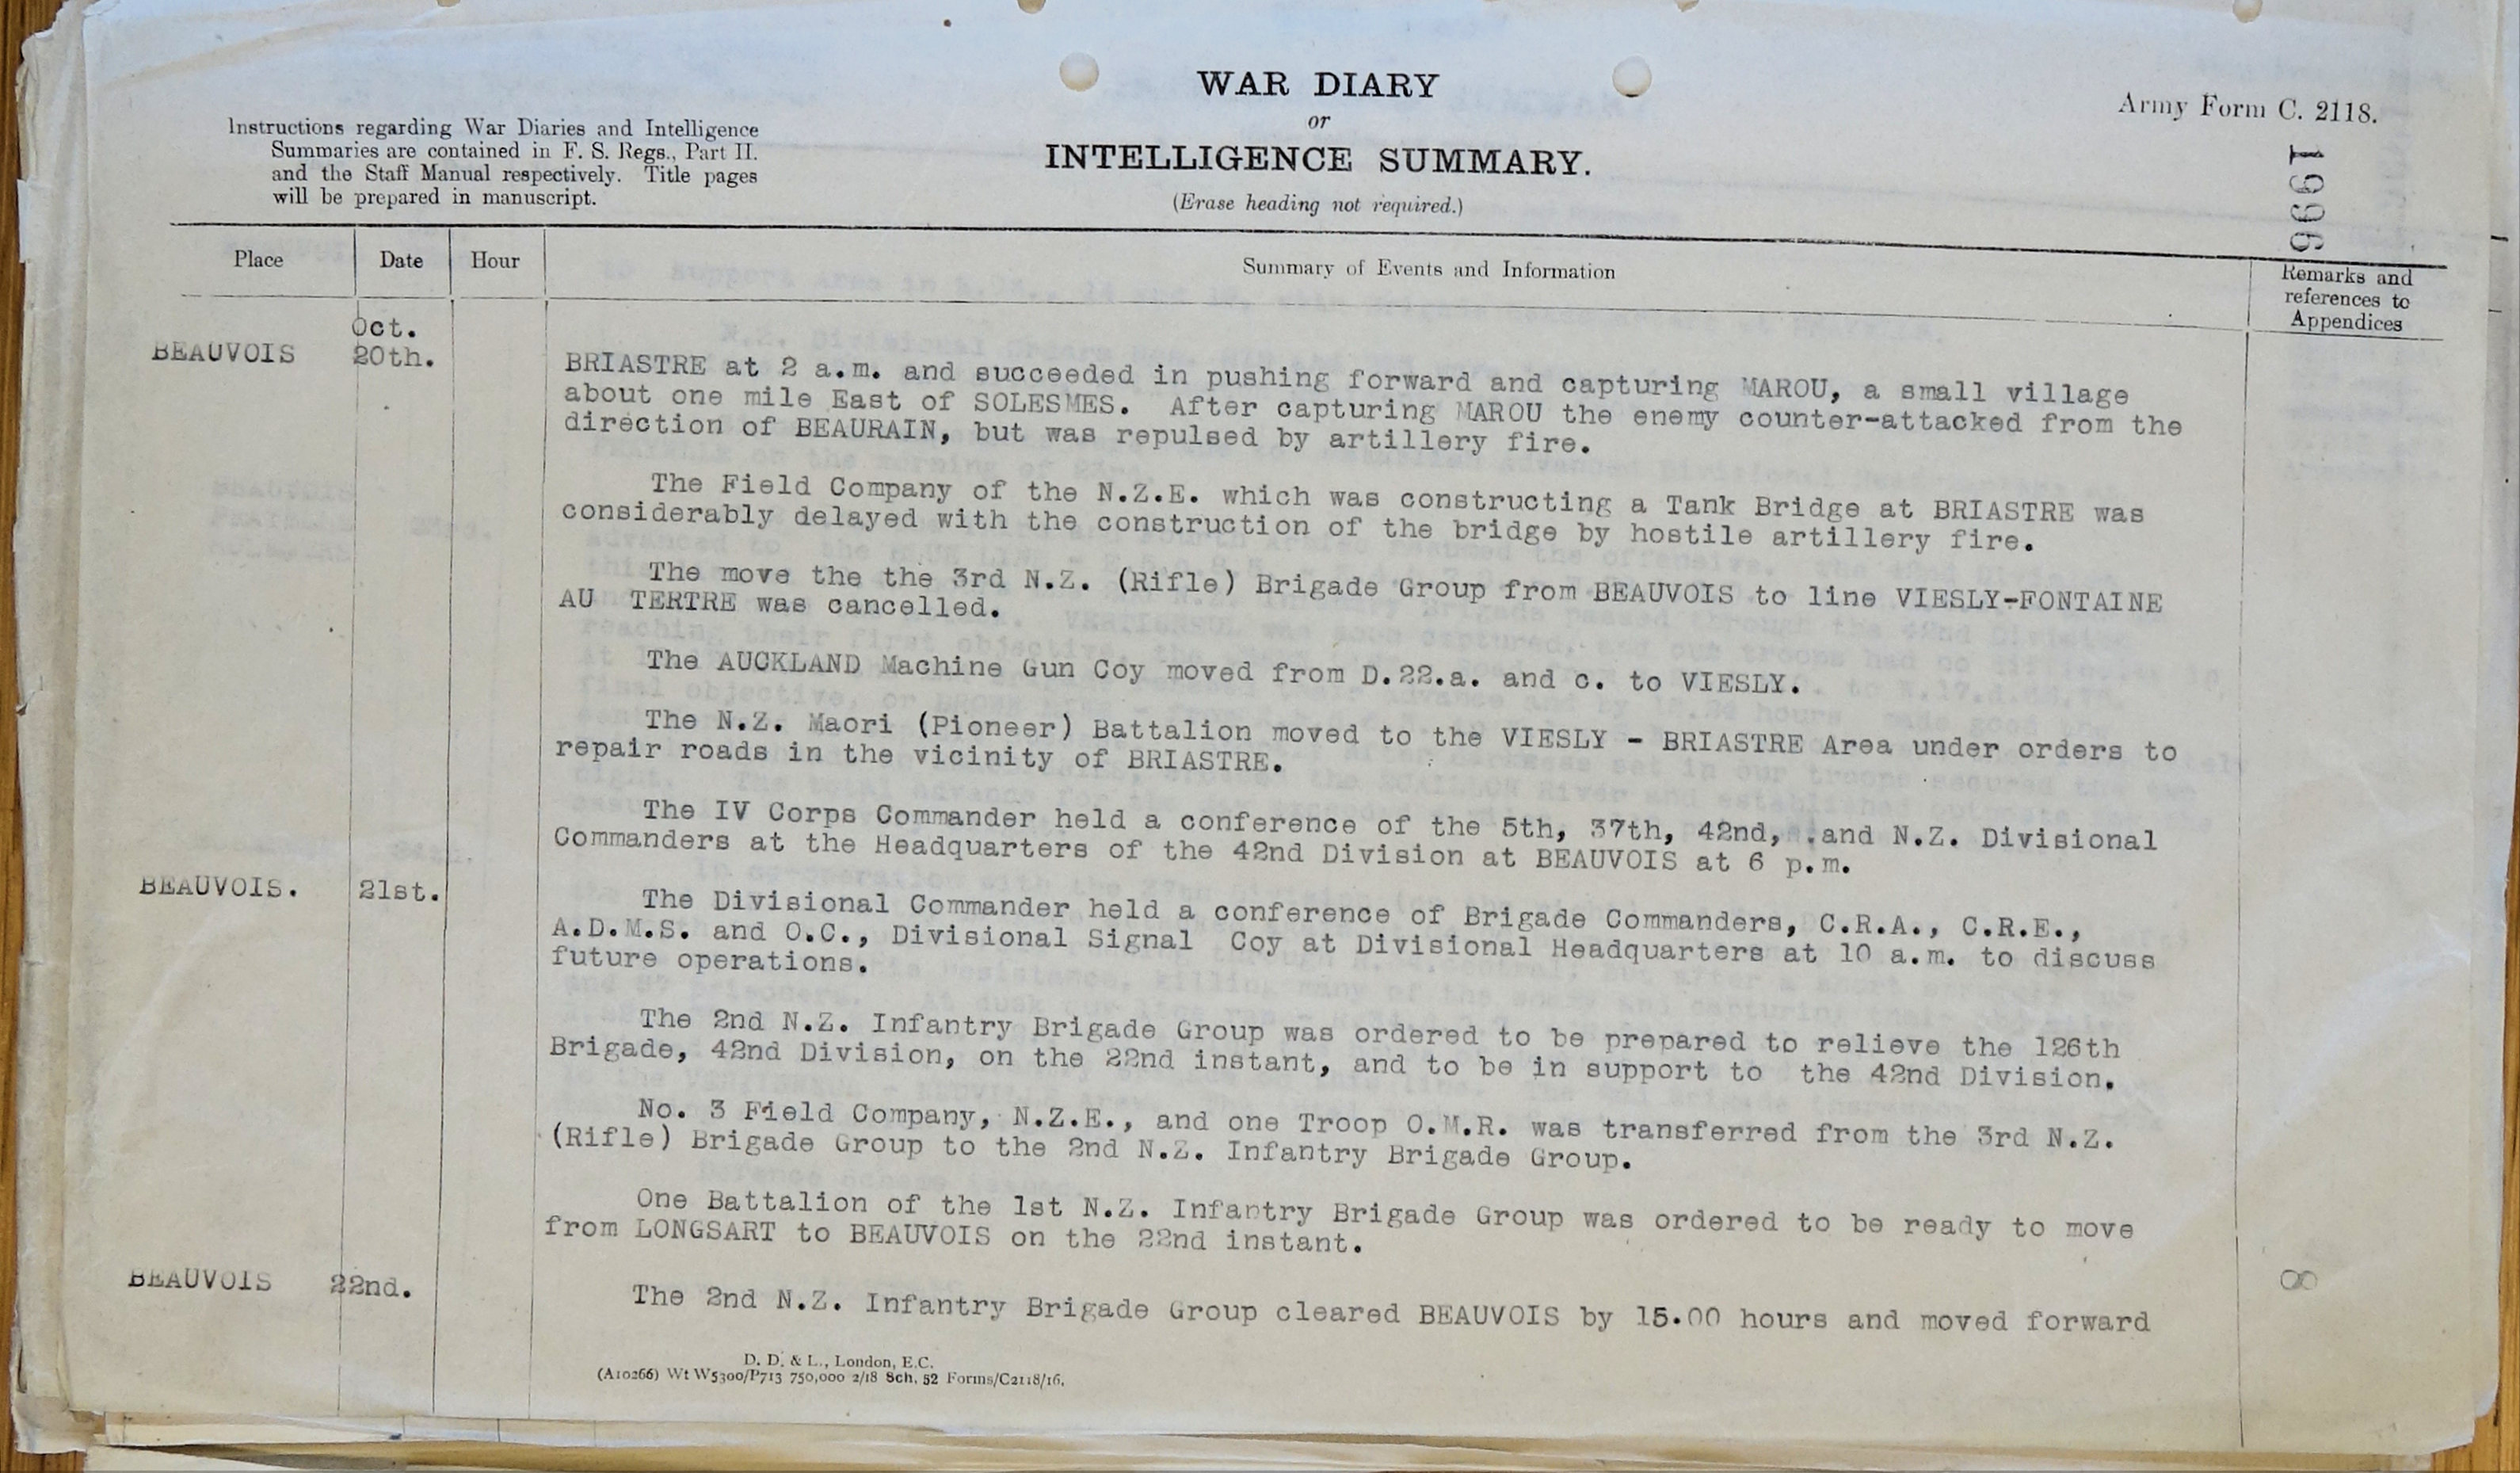 WAR DIARY
or
INTELLIGENCE SUMMARY.
(Erase heading not required.)
Army Form C. 2118.
1996
Instructions regarding War Diaries and Intelligence
Summaries are contained in F. S. Regs., Part II.
and the Staff Manual respectively. Title pages
will be prepared in manuscript.
Place Date Hour Summary of Events and Information Remarks and
references to
Appendices
Oct.
BEAUVOIS 20th.
BRIASTRE at 2 a.m. and succeeded in pushing forward and capturing MAROU, a small village
about one mile East of SOLESMES. After capturing MAROU the enemy counter-attacked from the
direction of BEAURAIN, but was repulsed by artillery fire.
The Field Company of the N.Z.E. which was constructing a Tank Bridge at BRIASTRE was
considerably delayed with the construction of the bridge by hostile artillery fire.
The move the the 3rd N.Z. (Rifle) Brigade Group from BEAUVOIS to line VIESLY-FONTAINE
AU TERTRE was cancelled.
The AUCKLAND Machine Gun Coy moved from D.22.a. and c. to VIESLY.
The N.Z. Maori (Pioneer) Battalion moved to the VIESLY - BRIASTRE Area under orders to
repair roads in the vicinity of BRIASTRE.
The IV Corps Commander held a conference of the 5th, 37th, 42nd, .and N.Z. Divisional
Commanders at the Headquarters of the 42nd Division at BEAUVOIS at 6 p.m.
BEAUVOIS. 21st.
The Divisional Commander held a conference of Brigade Commanders, C.R.A., C.R.E.,
A.D.M.S. and O.C., Divisional Signal Coy at Divisional Headquarters at 10 a.m. to discuss
future operations.
The 2nd N.Z. Infantry Brigade Group was ordered to be prepared to relieve the 126th
Brigade, 42nd Division, on the 22nd instant, and to be in support to the 42nd Division.
No. 3 Field Company, N.Z.E., and one Troop O.M.R. was transferred from the 3rd N.Z.
(Rifle) Brigade Group to the 2nd N.Z. Infantry Brigade Group.
One Battalion of the 1st N.Z. Infantry Brigade Group was ordered to be ready to move
from LONGSART to BEAUVOIS on the 22nd instant.
BEAUVOIS 22nd.
The 2nd N.Z. Infantry Brigade Group cleared BEAUVOIS by 15.00 hours and moved forward
8
D. D. & L., London, E.C.
(A10266) Wt W5300/P713 750,000 2/18 Sch. 52 Forms/C2118/16.